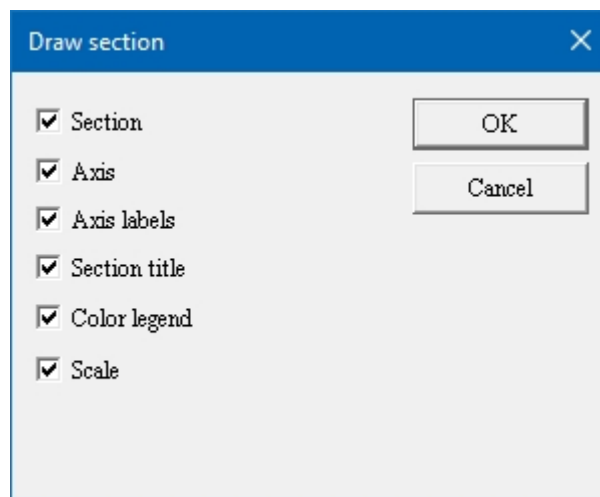 Draw section
Section
OK
Axis
Cancel
Axis labels
Section title
Color legend
Scale